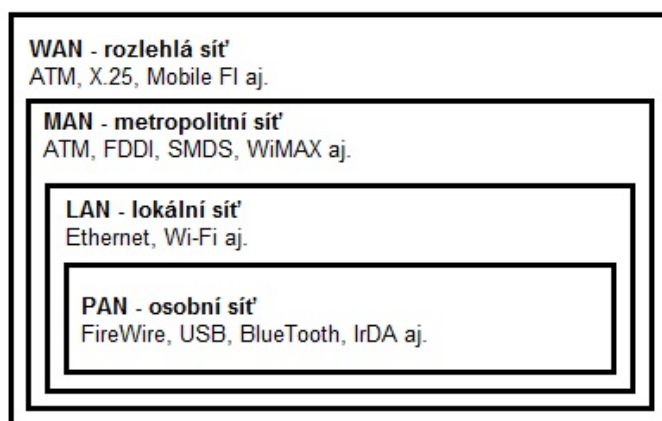 WAN - rozlehlá síť
ATM, X.25, Mobile FI aj.
MAN - metropolitní síť
ATM, FDDI, SMDS, WiMAX aj.
LAN - lokální síť
Ethernet, Wi-Fi aj.
PAN - osobní síť
FireWire, USB, BlueTooth, IrDA aj.